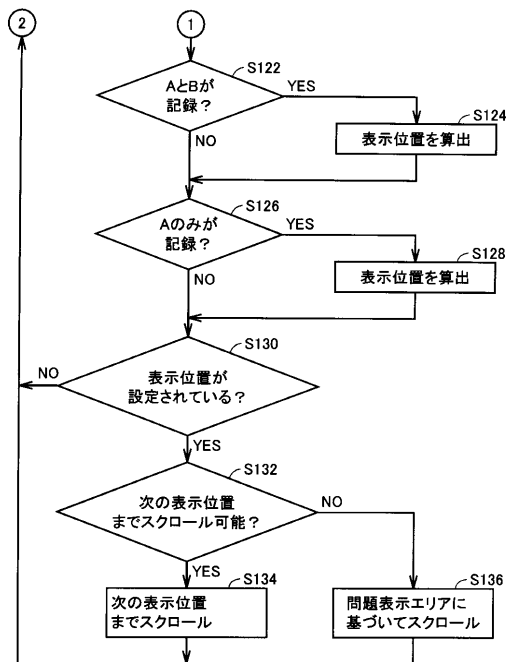 2
1
S122
AとBが
記録？
YES
S124
表示位置を算出
NO
S126
Aのみが
記録？
YES
S128
表示位置を算出
NO
S130
NO
表示位置が
設定されている？
YES
S132
次の表示位置
までスクロール可能？
NO
YES
S134
次の表示位置
までスクロール
S136
問題表示エリアに
基づいてスクロール